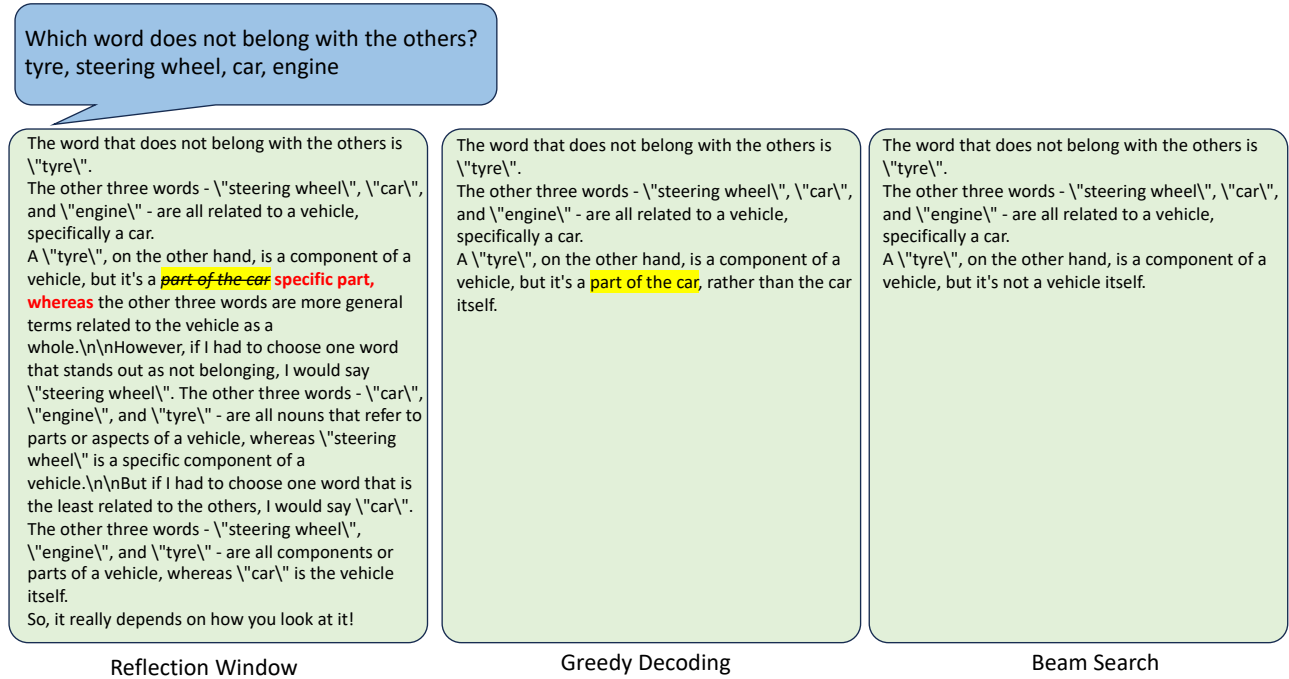 Which word does not belong with the others?
tyre, steering wheel, car, engine
The word that does not belong with the others is
\"tyre\".
The other three words - \"steering wheel\", \"car\",
and \"engine\" - are all related to a vehicle,
specifically a car.
A \"tyre\", on the other hand, is a component of a
vehicle, but it's a part of the car specific part,
whereas the other three words are more general
terms related to the vehicle as a
whole.\n\nHowever, if I had to choose one word
that stands out as not belonging, I would say
\"steering wheel\". The other three words - \"car\",
\"engine\", and \"tyre\" - are all nouns that refer to
parts or aspects of a vehicle, whereas \"steering
wheel\" is a specific component of a
vehicle.\n\nBut if I had to choose one word that is
the least related to the others, I would say \"car\".
The other three words - \"steering wheel\",
\"engine\", and \"tyre\" - are all components or
parts of a vehicle, whereas \"car\" is the vehicle
itself.
So, it really depends on how you look at it!
Reflection Window
The word that does not belong with the others is
\"tyre\".
The other three words - \"steering wheel\", \"car\",
and \"engine\" - are all related to a vehicle,
specifically a car.
A \"tyre\", on the other hand, is a component of a
vehicle, but it's a part of the car, rather than the car
itself.
Greedy Decoding
The word that does not belong with the others is
\"tyre\".
The other three words - \"steering wheel\", \"car\",
and \"engine\" - are all related to a vehicle,
specifically a car.
A \"tyre\", on the other hand, is a component of a
vehicle, but it's not a vehicle itself.
Beam Search